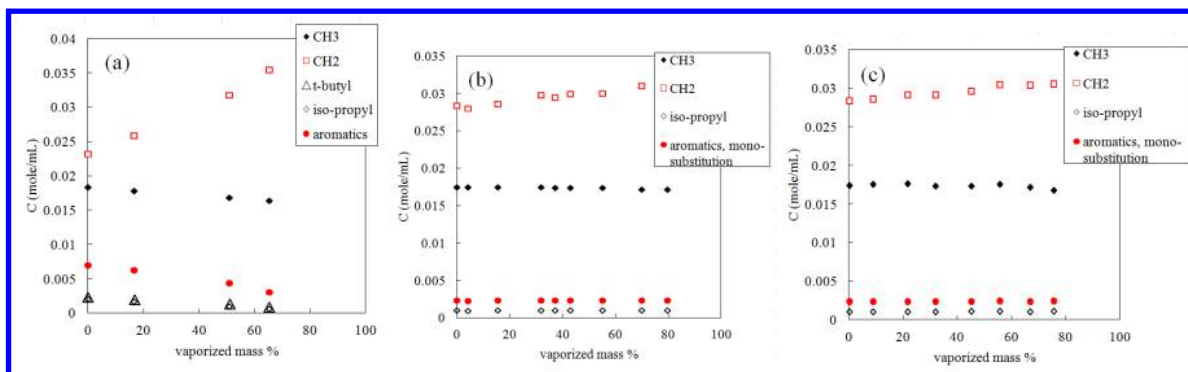 (a)
0.04
0.035
0.03
0.025
0.02
0.015
0.01
0.005
0
C (mole/mL)
0 20 40 60 80 100
vaporized mass %
CH3
CH2
t-butyl
iso-propyl
aromatics
(b)
0.035
0.03
0.025
0.02
0.015
0.01
0.005
0
C (mole/mL)
0 20 40 60 80 100
vaporized mass %
CH3
CH2
iso-propyl
aromatics, mono-
substitution
(c)
0.035
0.03
0.025
0.02
0.015
0.01
0.005
0
C (mole/mL)
0 20 40 60 80 100
vaporized mass %
CH3
CH2
iso-propyl
aromatics, mono-
substitution